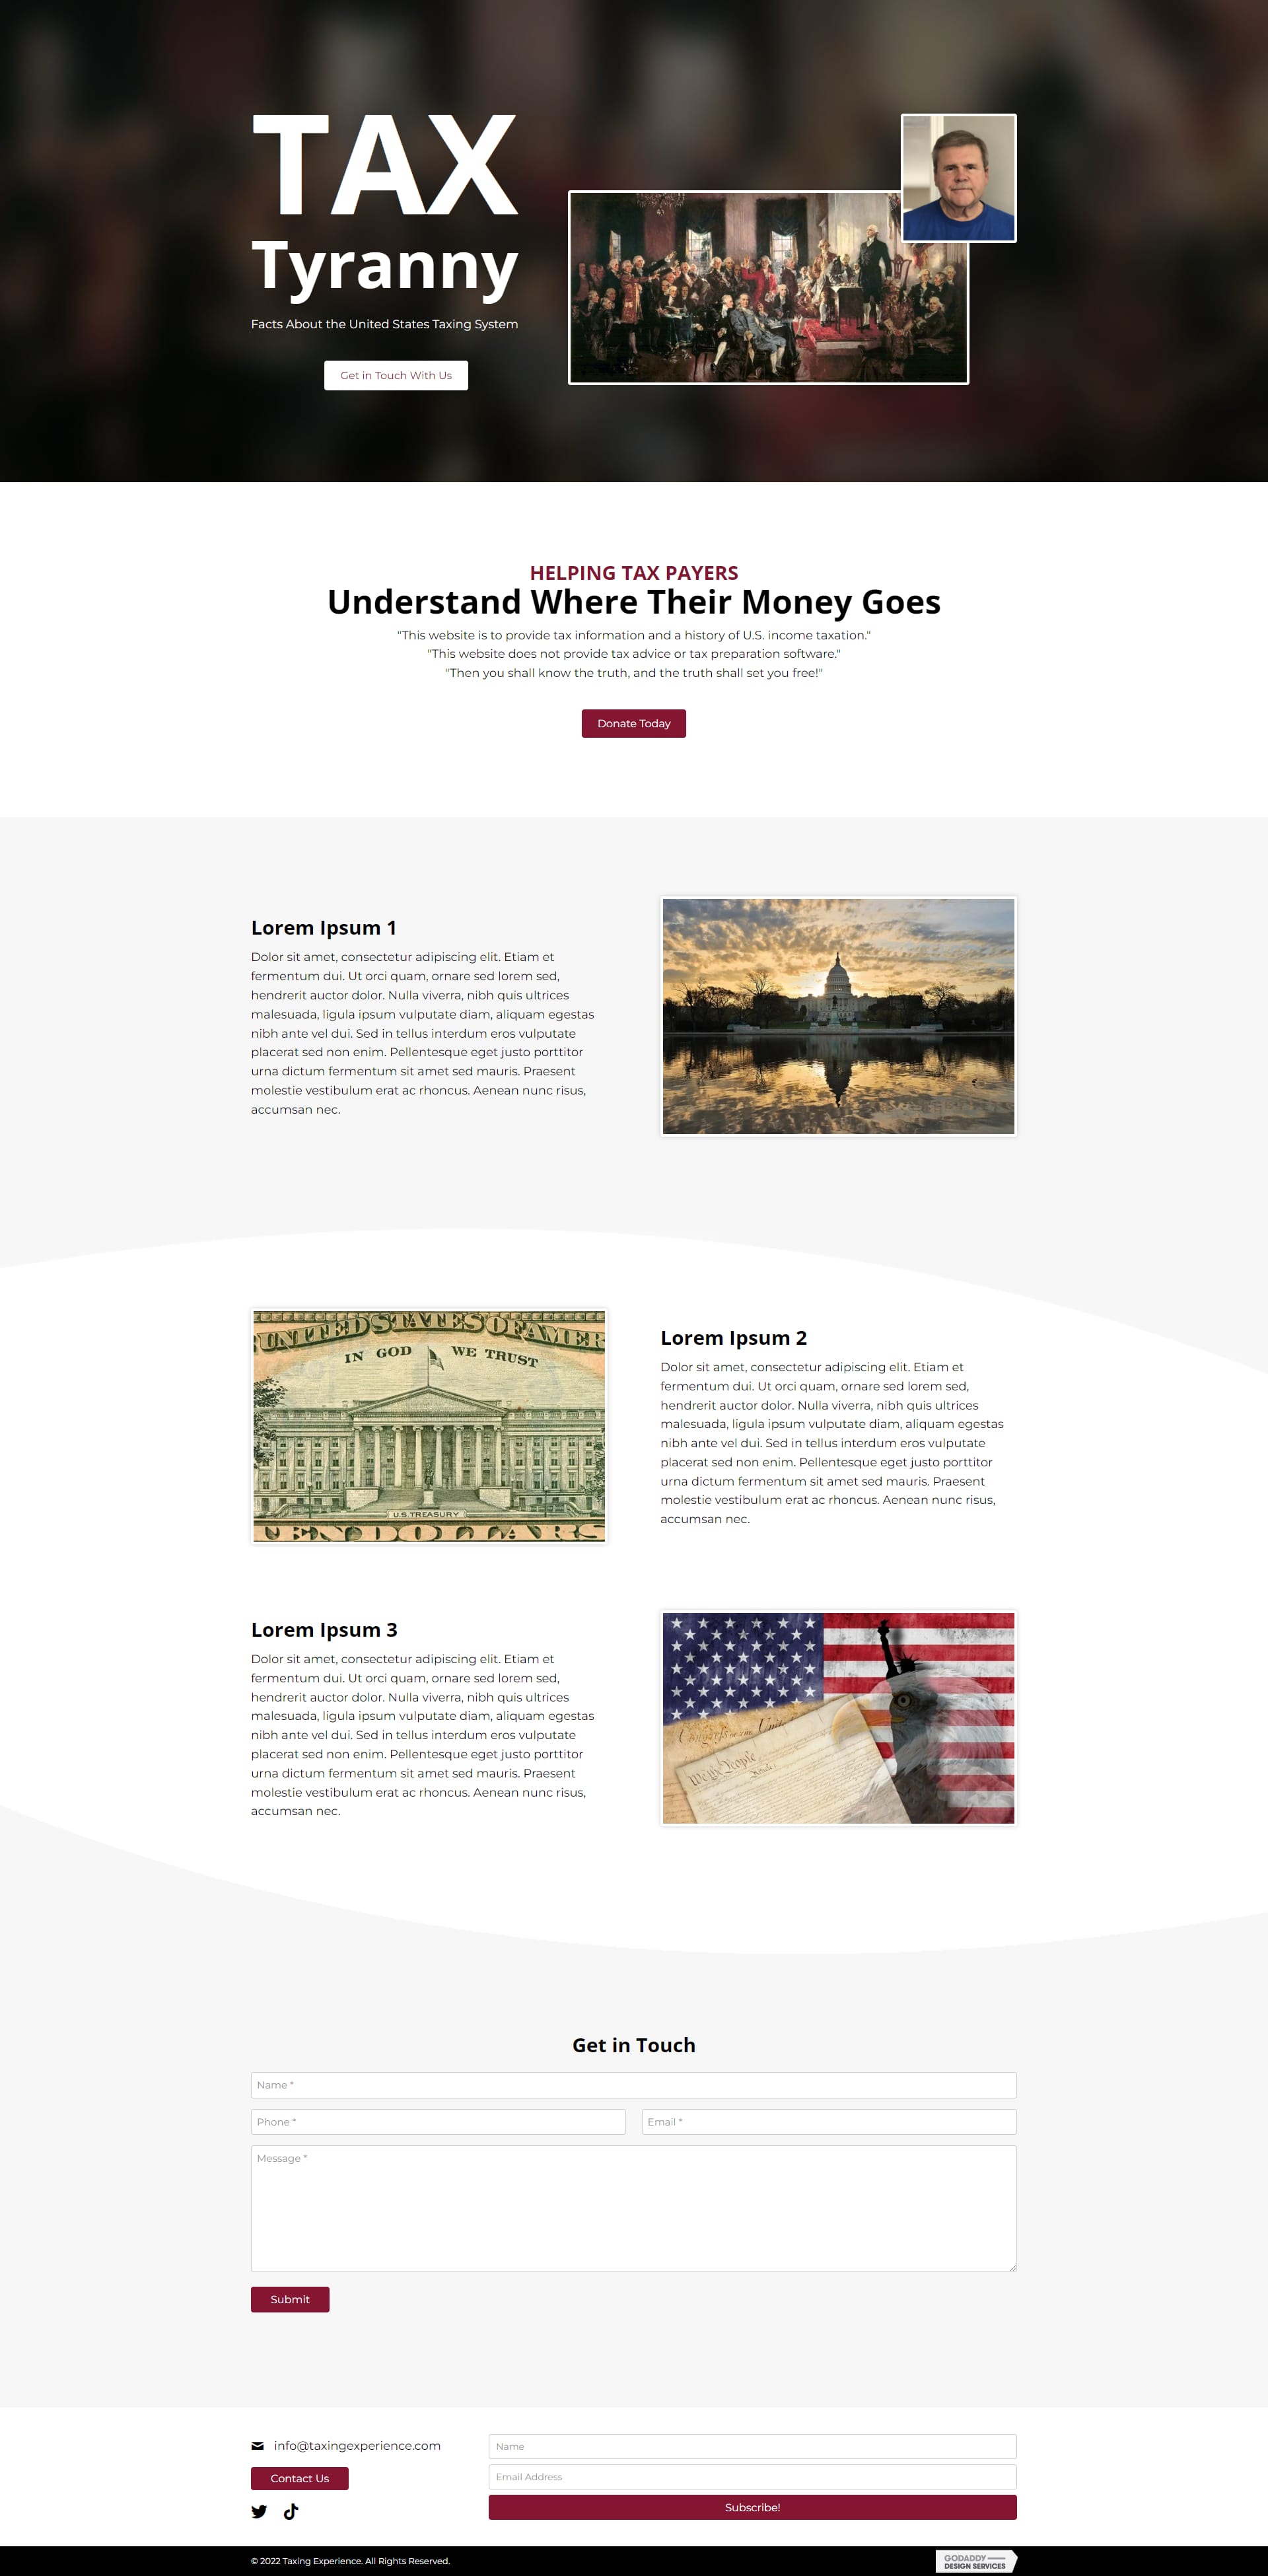 TAX
Tyranny
Facts About the United States Taxing System
Get in Touch With Us
HELPING TAX PAYERS
Understand Where Their Money Goes
"This website is to provide tax information and a history of U.S. income taxation."
"This website does not provide tax advice or tax preparation software."
"Then you shall know the truth, and the truth shall set you free!"
Donate Today
Lorem Ipsum 1
Dolor sit amet, consectetur adipiscing elit. Etiam et
fermentum dui. Ut orci quam, ornare sed lorem sed,
hendrerit auctor dolor. Nulla viverra, nibh quis ultrices
malesuada, ligula ipsum vulputate diam, aliquam egestas
nibh ante vel dui. Sed in tellus interdum eros vulputate
placerat sed non enim. Pellentesque eget justo porttitor
urna dictum fermentum sit amet sed mauris. Praesent
molestie vestibulum erat ac rhoncus. Aenean nunc risus,
accumsan nec.
UNITED STATES OF AMER
IN GOD WE TRUST
U.S. TREASURY
TEN DOLLARS
Lorem Ipsum 2
Dolor sit amet, consectetur adipiscing elit. Etiam et
fermentum dui. Ut orci quam, ornare sed lorem sed,
hendrerit auctor dolor. Nulla viverra, nibh quis ultrices
malesuada, ligula ipsum vulputate diam, aliquam egestas
nibh ante vel dui. Sed in tellus interdum eros vulputate
placerat sed non enim. Pellentesque eget justo porttitor
urna dictum fermentum sit amet sed mauris. Praesent
molestie vestibulum erat ac rhoncus. Aenean nunc risus,
accumsan nec.
Lorem Ipsum 3
Dolor sit amet, consectetur adipiscing elit. Etiam et
fermentum dui. Ut orci quam, ornare sed lorem sed,
hendrerit auctor dolor. Nulla viverra, nibh quis ultrices
malesuada, ligula ipsum vulputate diam, aliquam egestas
nibh ante vel dui. Sed in tellus interdum eros vulputate
placerat sed non enim. Pellentesque eget justo porttitor
urna dictum fermentum sit amet sed mauris. Praesent
molestie vestibulum erat ac rhoncus. Aenean nunc risus,
accumsan nec.
Congress of the United
We the People
Get in Touch
Name *
Phone *
Email *
Message *
Submit
info@taxingexperience.com
Contact Us
Name
Email Address
Subscribe!
© 2022 Taxing Experience. All Rights Reserved.
GODADDY
DESIGN SERVICES